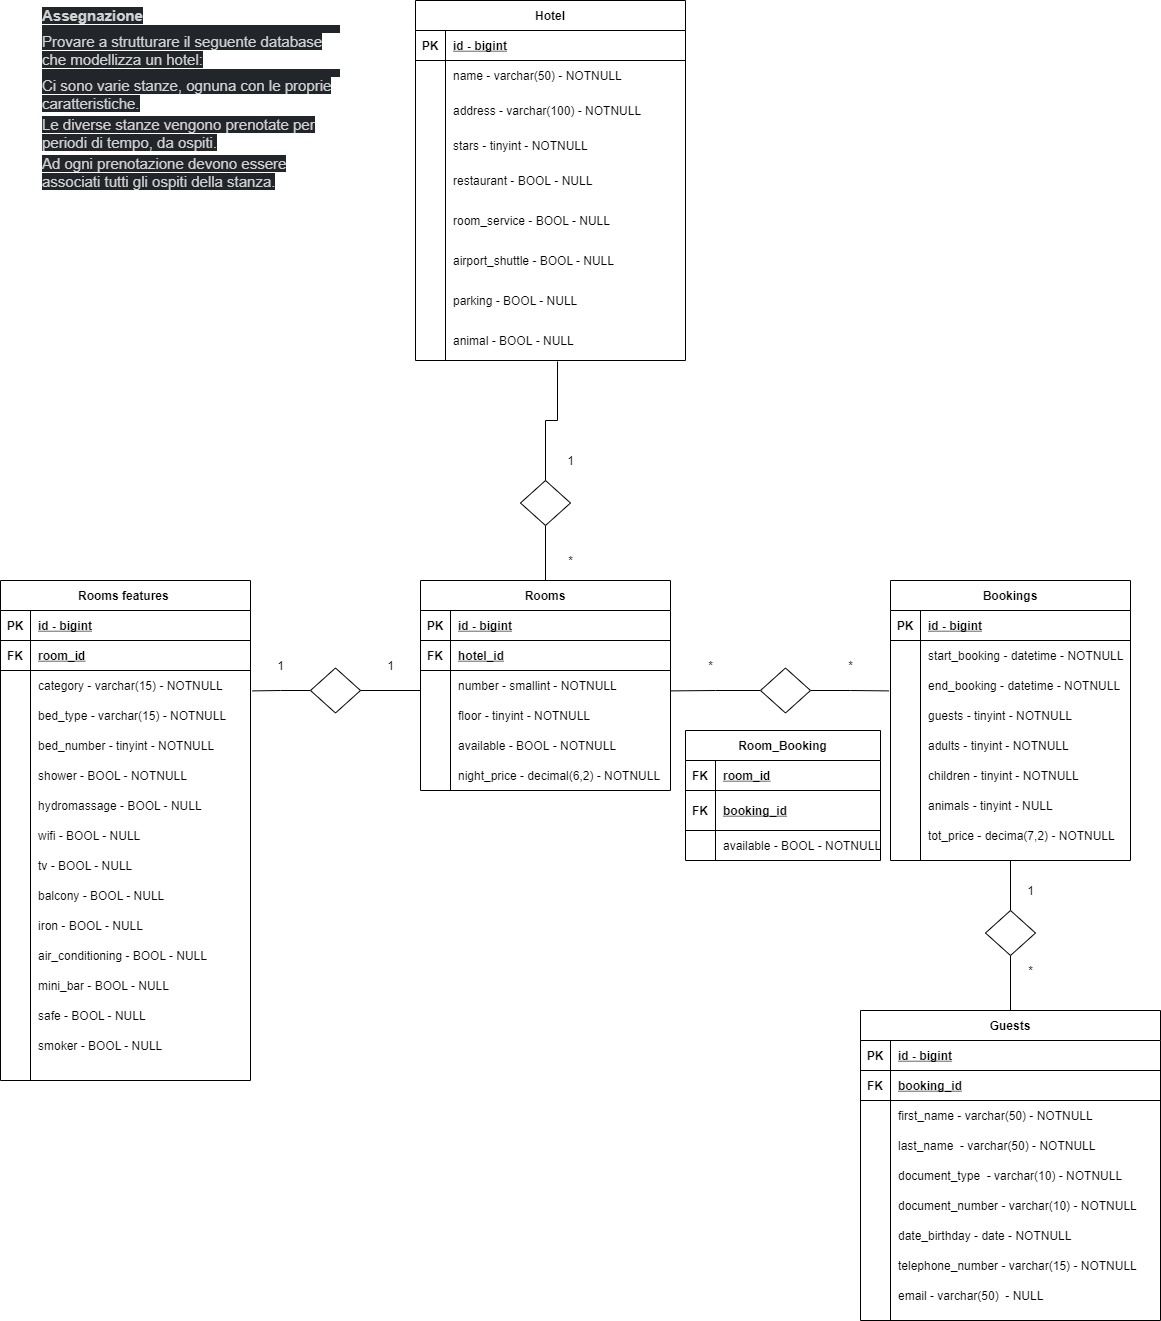 Assegnazione
Provare a strutturare il seguente database
che modellizza un hotel:
Ci sono varie stanze, ognuna con le proprie
caratteristiche.
Le diverse stanze vengono prenotate per
periodi di tempo, da ospiti.
Ad ogni prenotazione devono essere
associati tutti gli ospiti della stanza.
Hotel
PK id - bigint
name - varchar(50) - NOTNULL
address - varchar(100) - NOTNULL
stars - tinyint - NOTNULL
restaurant - BOOL - NULL
room_service - BOOL - NULL
airport_shuttle - BOOL - NULL
parking - BOOL - NULL
animal - BOOL - NULL
1
*
Rooms features
PK id - bigint
FK room_id
category - varchar(15) - NOTNULL
bed_type - varchar(15) - NOTNULL
bed_number - tinyint - NOTNULL
shower - BOOL - NOTNULL
hydromassage - BOOL - NULL
wifi - BOOL - NULL
tv - BOOL - NULL
balcony - BOOL - NULL
iron - BOOL - NULL
air_conditioning - BOOL - NULL
mini_bar - BOOL - NULL
safe - BOOL - NULL
smoker - BOOL - NULL
1
1
Rooms
PK id - bigint
FK hotel_id
number - smallint - NOTNULL
floor - tinyint - NOTNULL
available - BOOL - NOTNULL
night_price - decimal(6,2) - NOTNULL
*
*
Room_Booking
FK room_id
FK booking_id
available - BOOL - NOTNULL
Bookings
PK id - bigint
start_booking - datetime - NOTNULL
end_booking - datetime - NOTNULL
guests - tinyint - NOTNULL
adults - tinyint - NOTNULL
children - tinyint - NOTNULL
animals - tinyint - NULL
tot_price - decima(7,2) - NOTNULL
1
*
Guests
PK id - bigint
FK booking_id
first_name - varchar(50) - NOTNULL
last_name - varchar(50) - NOTNULL
document_type - varchar(10) - NOTNULL
document_number - varchar(10) - NOTNULL
date_birthday - date - NOTNULL
telephone_number - varchar(15) - NOTNULL
email - varchar(50) - NULL